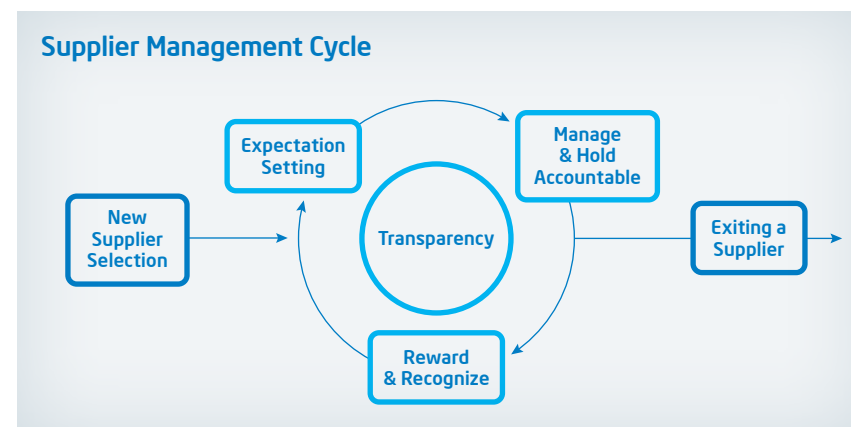 Supplier Management Cycle
Expectation
Setting
Manage
& Hold
Accountable
New
Supplier
Selection
Transparency
Exiting a
Supplier
Reward
& Recognize